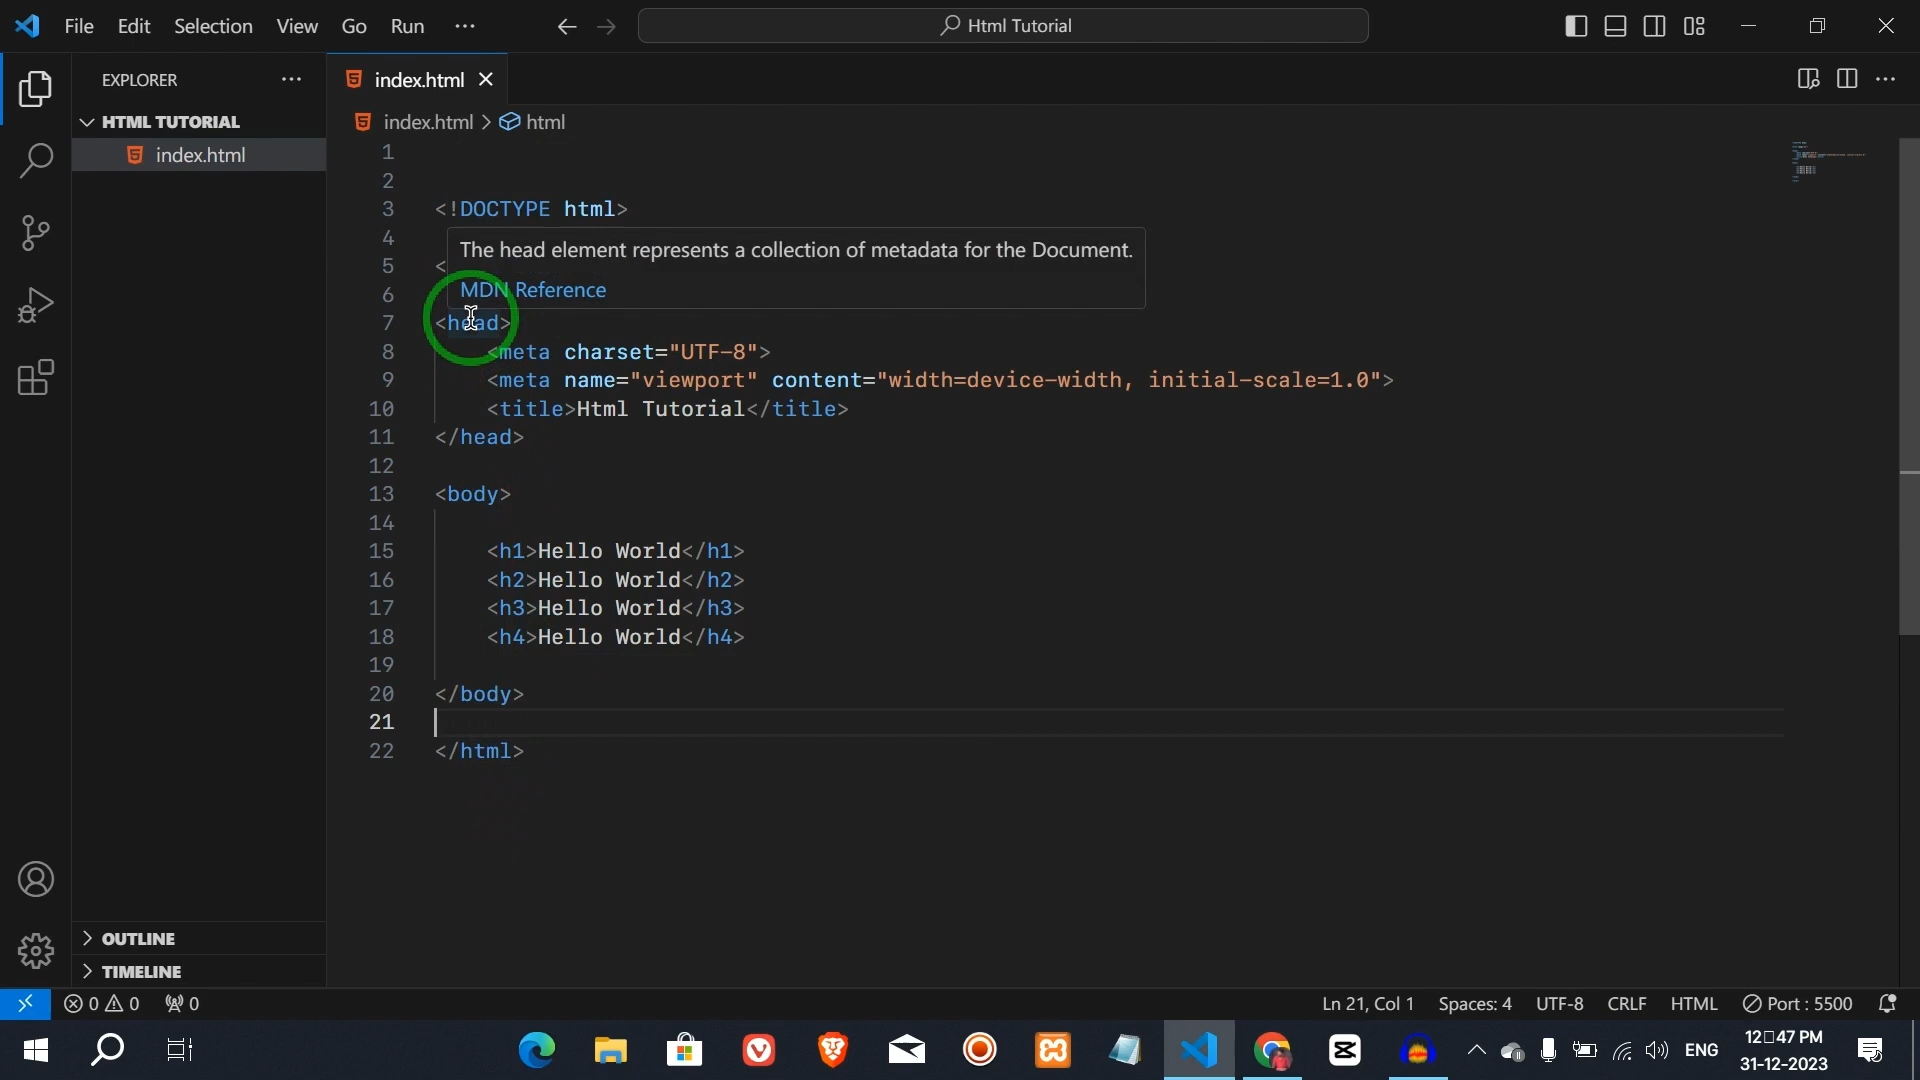 File Edit Selection View Go Run ···
Html Tutorial
EXPLORER ···
index.html
HTML TUTORIAL
index.html
index.html > html
1
2
3 <!DOCTYPE html>
4
The head element represents a collection of metadata for the Document.
5 <
MDN Reference
6
7 <head>
8 <meta charset="UTF-8">
9 <meta name="viewport" content="width=device-width, initial-scale=1.0">
10 <title>Html Tutorial</title>
11 </head>
12
13 <body>
14
15 <h1>Hello World</h1>
16 <h2>Hello World</h2>
17 <h3>Hello World</h3>
18 <h4>Hello World</h4>
19
20 </body>
21
22 </html>
OUTLINE
TIMELINE
0 0 0
Ln 21, Col 1 Spaces: 4 UTF-8 CRLF HTML Port : 5500
ENG
12□47 PM
31-12-2023